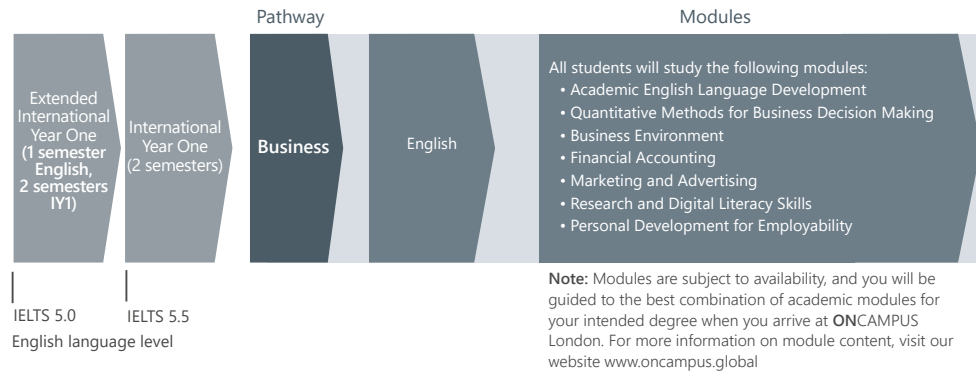 Pathway
Modules
Extended
International
Year One
(1 semester
English,
2 semesters
IY1)
International
Year One
(2 semesters)
Business
English
All students will study the following modules:
• Academic English Language Development
• Quantitative Methods for Business Decision Making
• Business Environment
• Financial Accounting
• Marketing and Advertising
• Research and Digital Literacy Skills
• Personal Development for Employability
IELTS 5.0
IELTS 5.5
English language level
Note: Modules are subject to availability, and you will be
guided to the best combination of academic modules for
your intended degree when you arrive at ONCAMPUS
London. For more information on module content, visit our
website www.oncampus.global